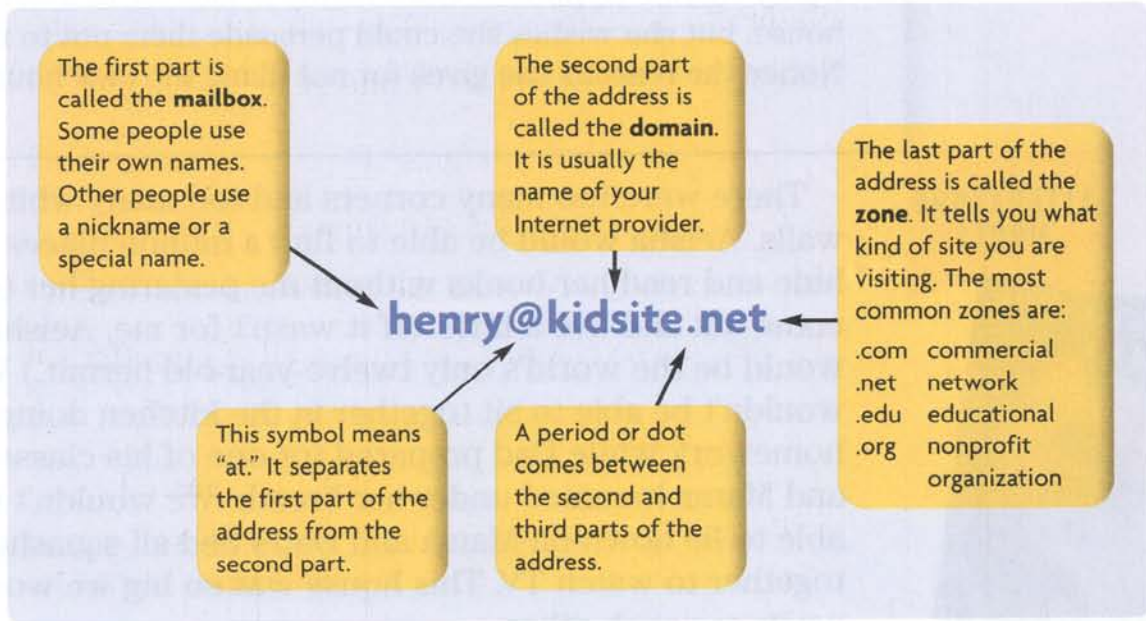 The first part is
called the mailbox.
Some people use
their own names.
Other people use
a nickname or a
special name.
The second part
of the address is
called the domain.
It is usually the
name of your
Internet provider.
The last part of the
address is called the
zone. It tells you what
kind of site you are
visiting. The most
common zones are:
.com commercial
.net network
.edu educational
.org nonprofit
organization
henry@kidsite.net
This symbol means
"at." It separates
the first part of the
address from the
second part.
A period or dot
comes between
the second and
third parts of the
address.